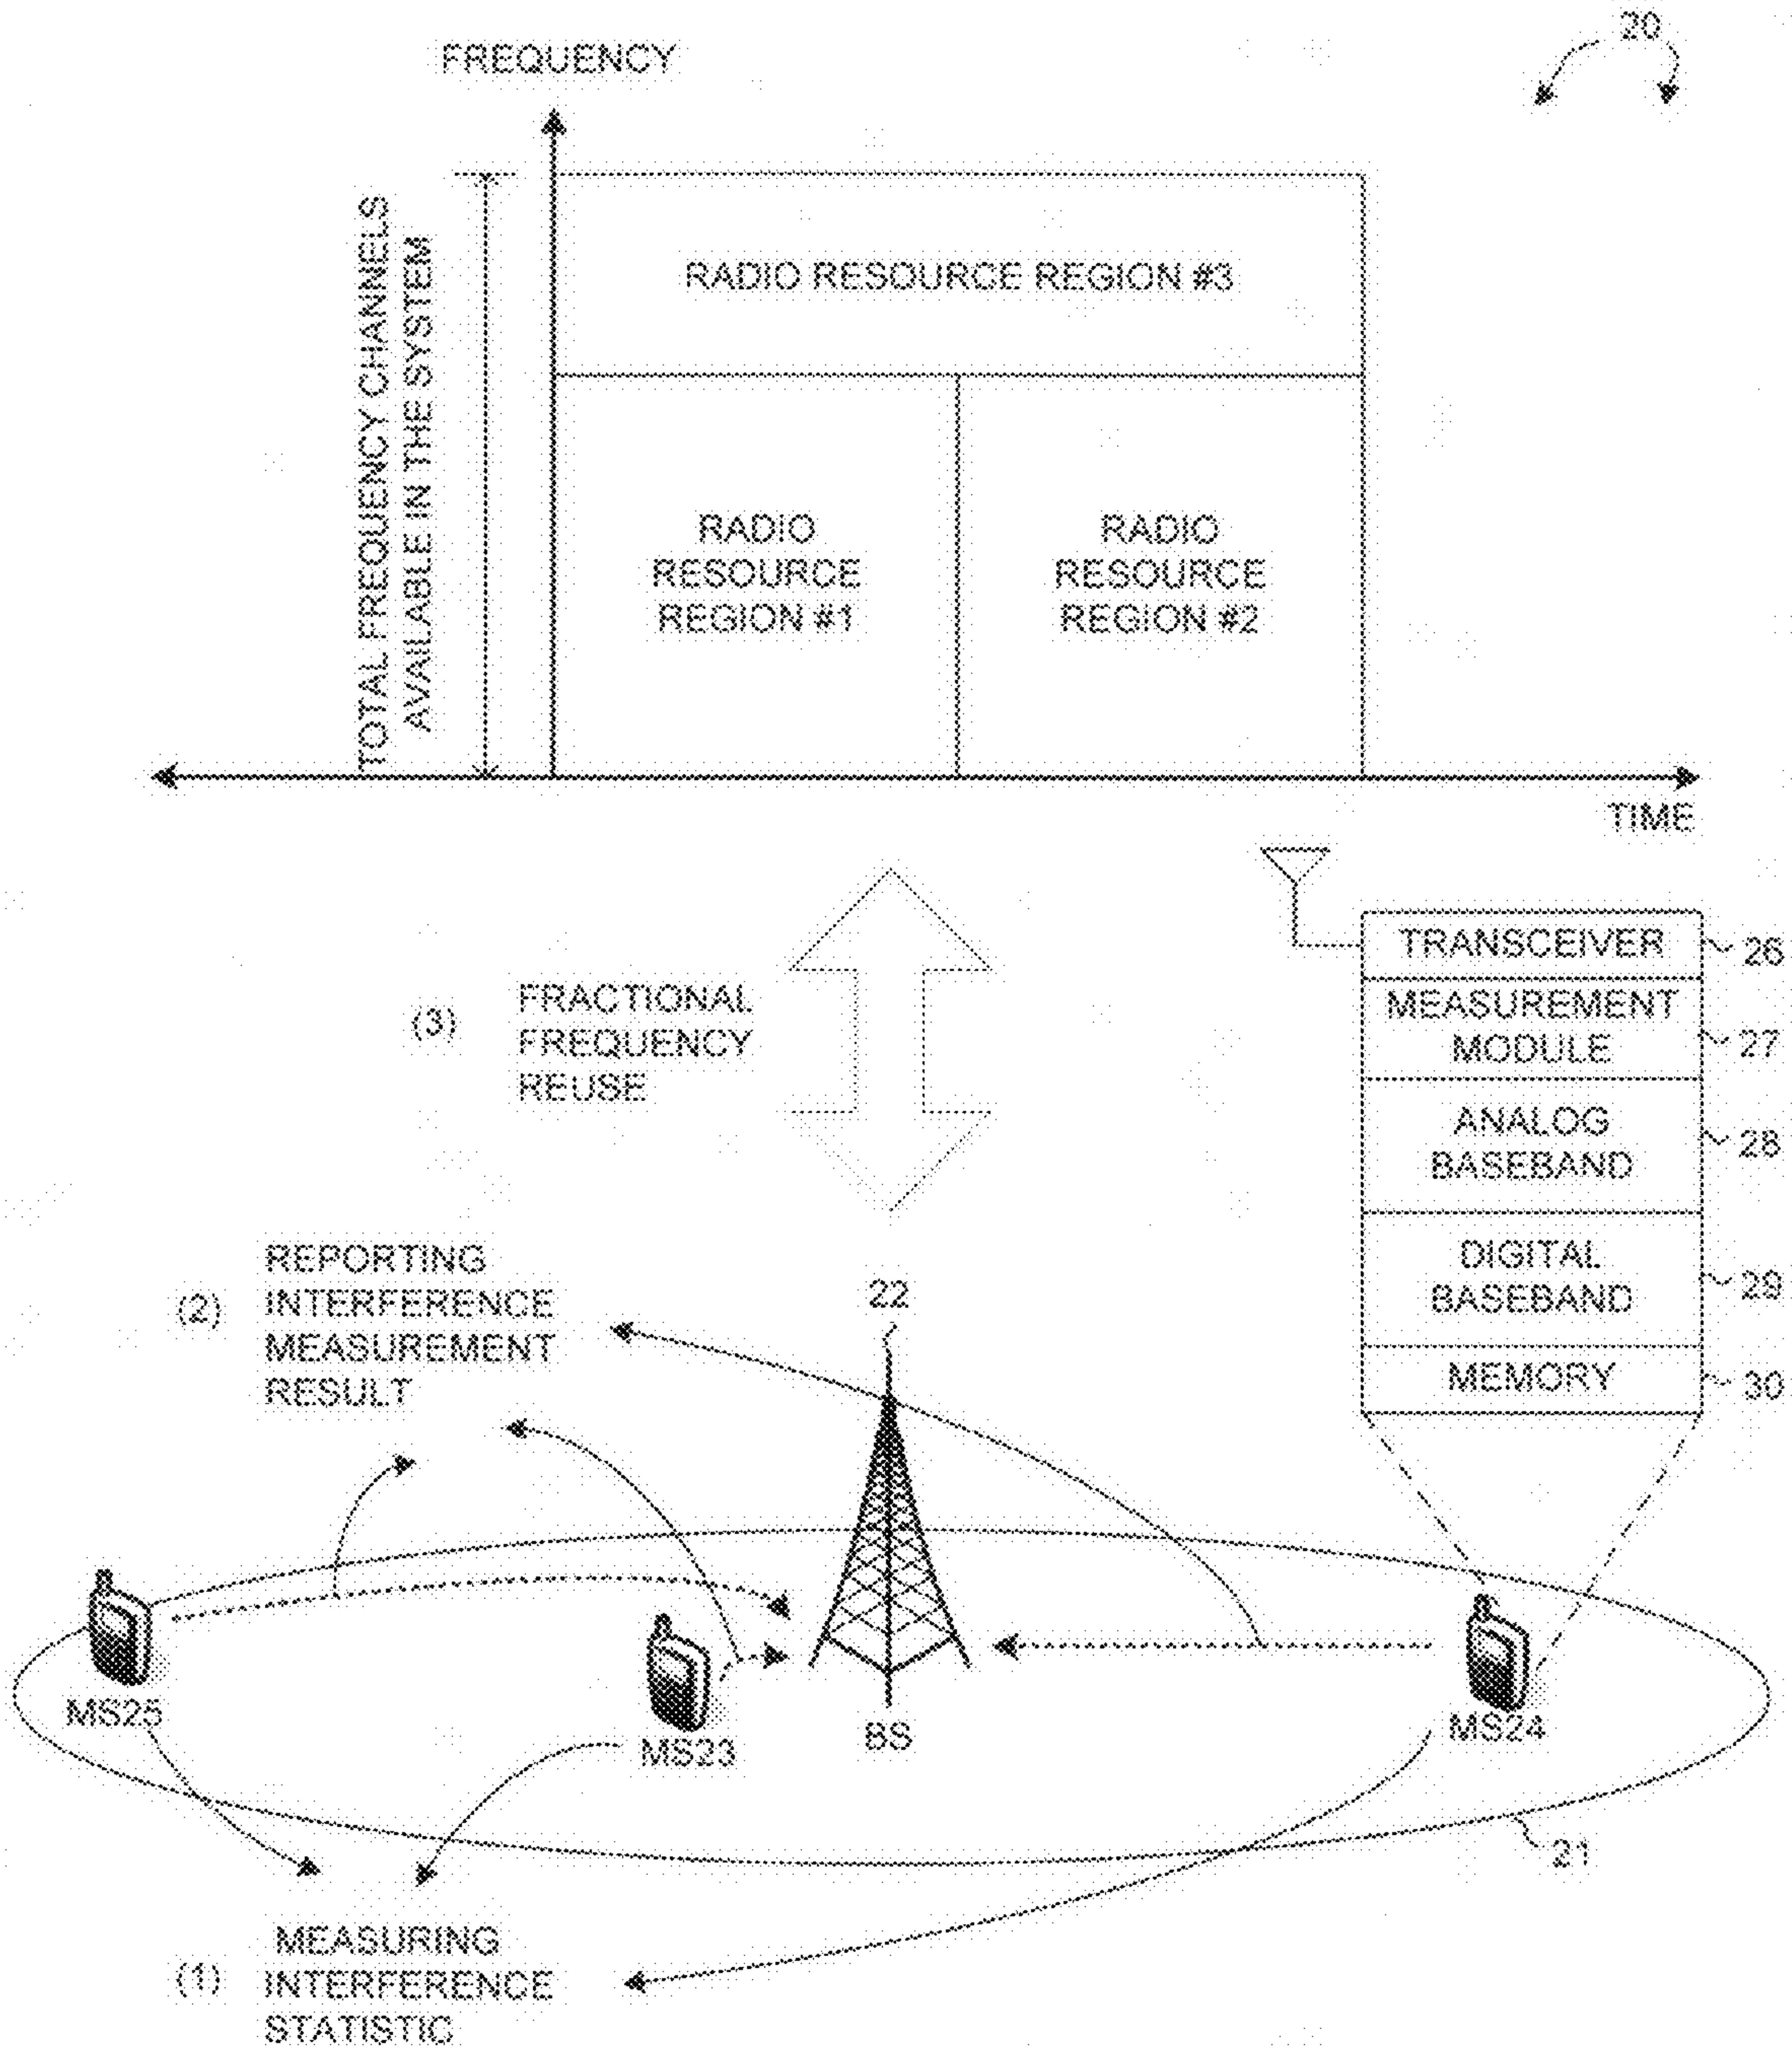 20
FREQUENCY
TOTAL FREQUENCY CHANNELS
AVAILABLE IN THE SYSTEM
RADIO RESOURCE REGION #3
RADIO
RESOURCE
REGION #1
RADIO
RESOURCE
REGION #2
TIME
TRANSCEIVER
26
MEASUREMENT
MODULE
27
ANALOG
BASEBAND
28
DIGITAL
BASEBAND
29
MEMORY
30
(3)
FRACTIONAL
FREQUENCY
REUSE
(2)
REPORTING
INTERFERENCE
MEASUREMENT
RESULT
22
MS25
MS23
BS
MS24
21
(1)
MEASURING
INTERFERENCE
STATISTIC